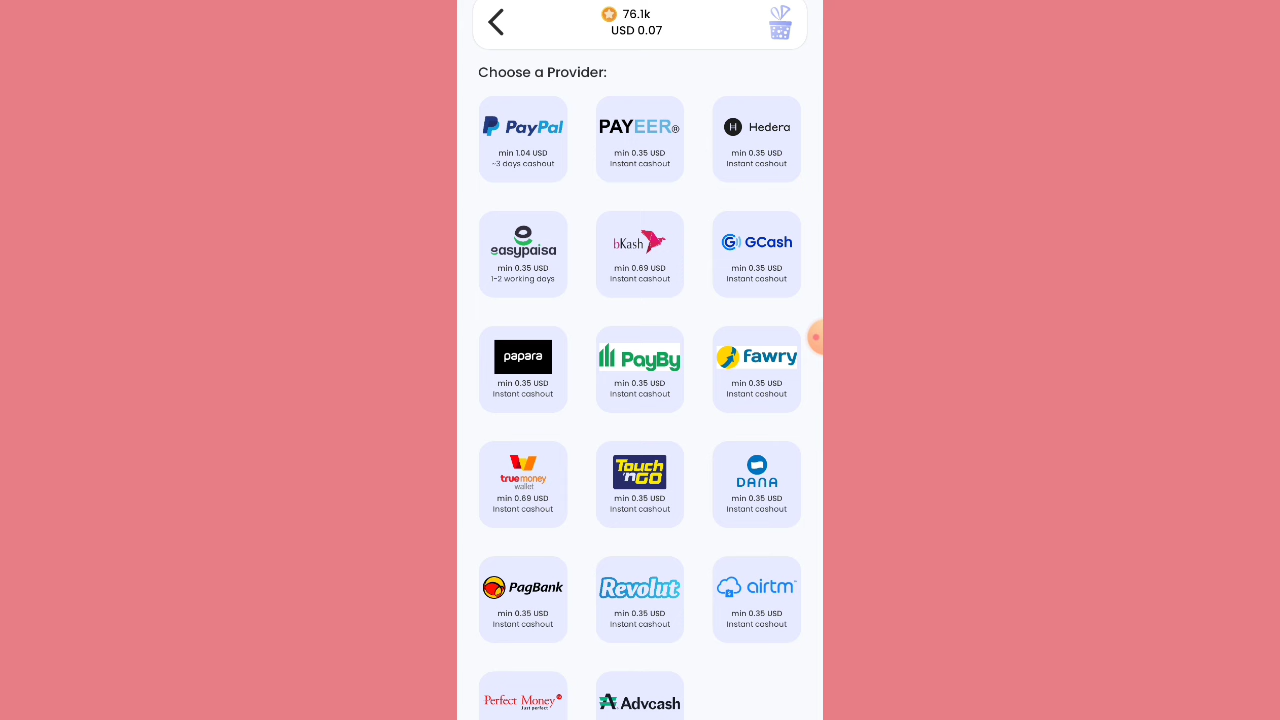 76.1k
USD 0.07
Choose a Provider:
PayPal
min 1.04 USD
~3 days cashout
PAYEER®
min 0.35 USD
Instant cashout
H Hedera
min 0.35 USD
Instant cashout
easypaisa
min 0.35 USD
1-2 working days
bKash
min 0.69 USD
Instant cashout
GCash
min 0.35 USD
Instant cashout
papara
min 0.35 USD
Instant cashout
PayBy
min 0.35 USD
Instant cashout
fawry
min 0.35 USD
Instant cashout
truemoney
wallet
min 0.69 USD
Instant cashout
Touch
'n GO
min 0.35 USD
Instant cashout
DANA
min 0.35 USD
Instant cashout
PagBank
min 0.35 USD
Instant cashout
Revolut
min 0.35 USD
Instant cashout
airtm™
min 0.35 USD
Instant cashout
Perfect Money
Just perfect
Advcash